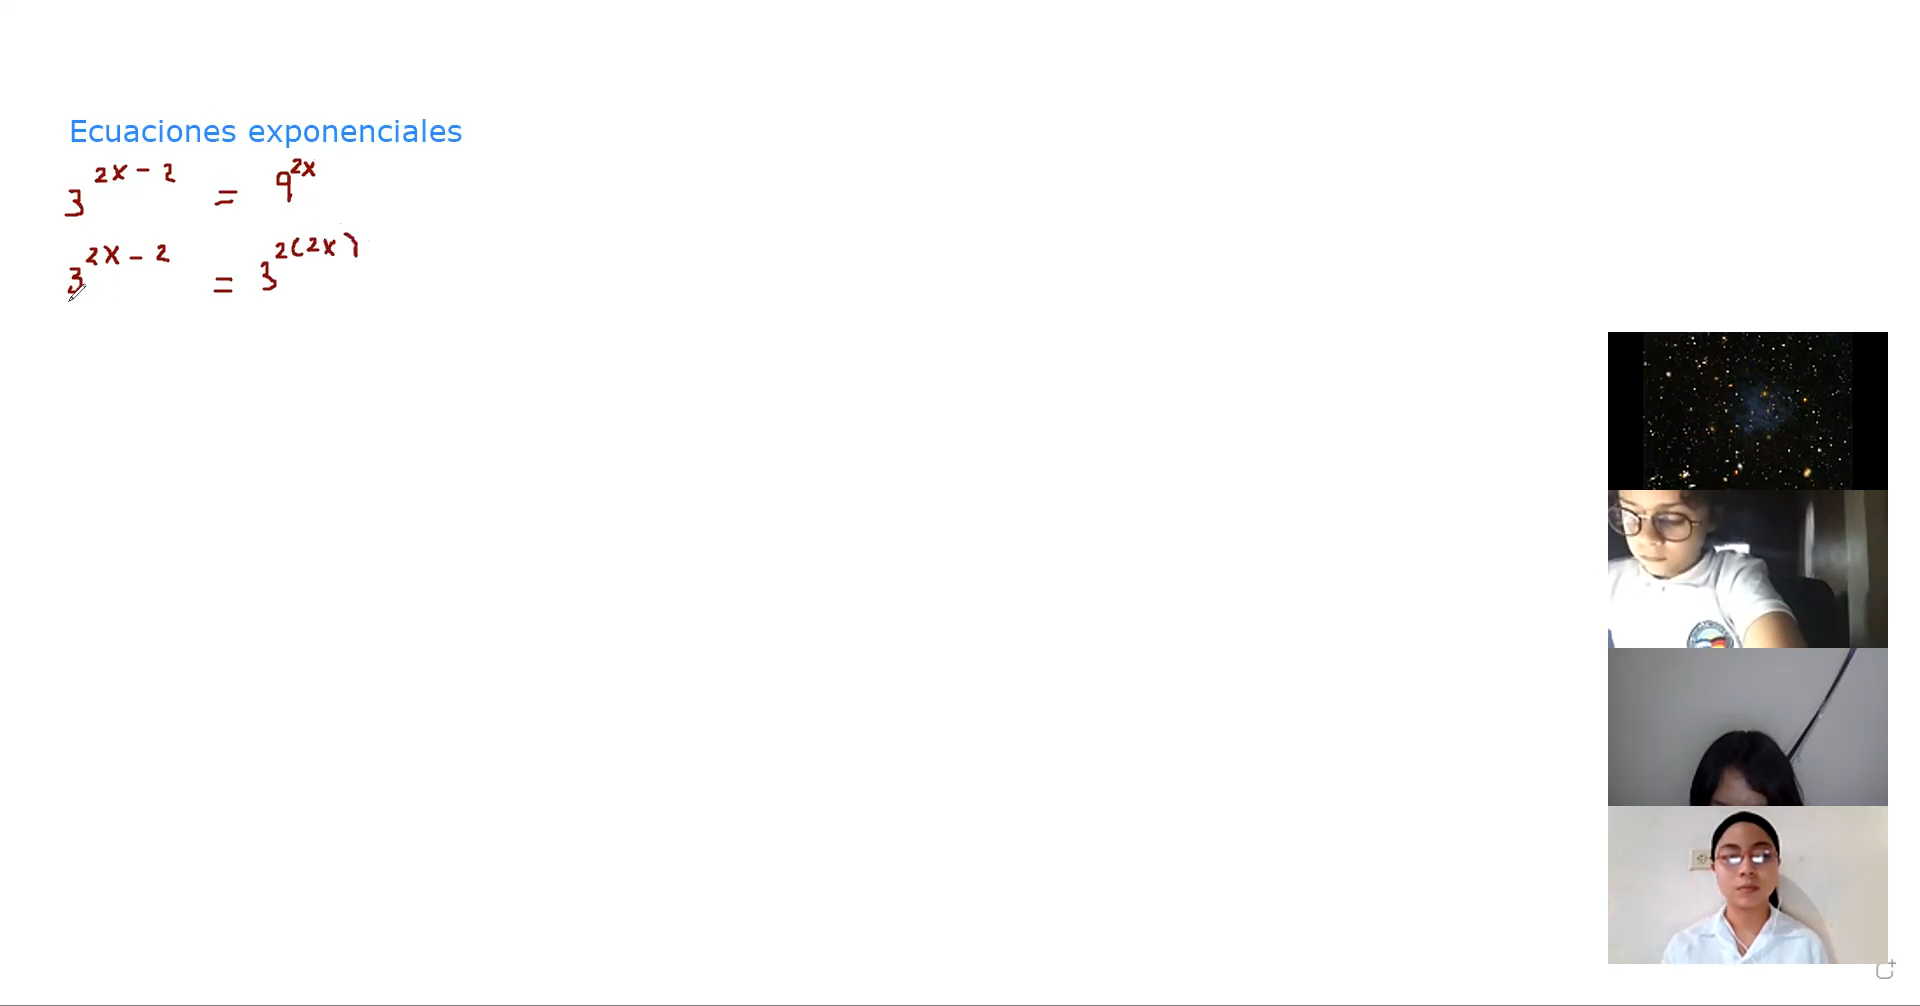 Ecuaciones exponenciales
3^{2x-2} = 9^{2x}
3^{2x-2} = 3^{2(2x)}